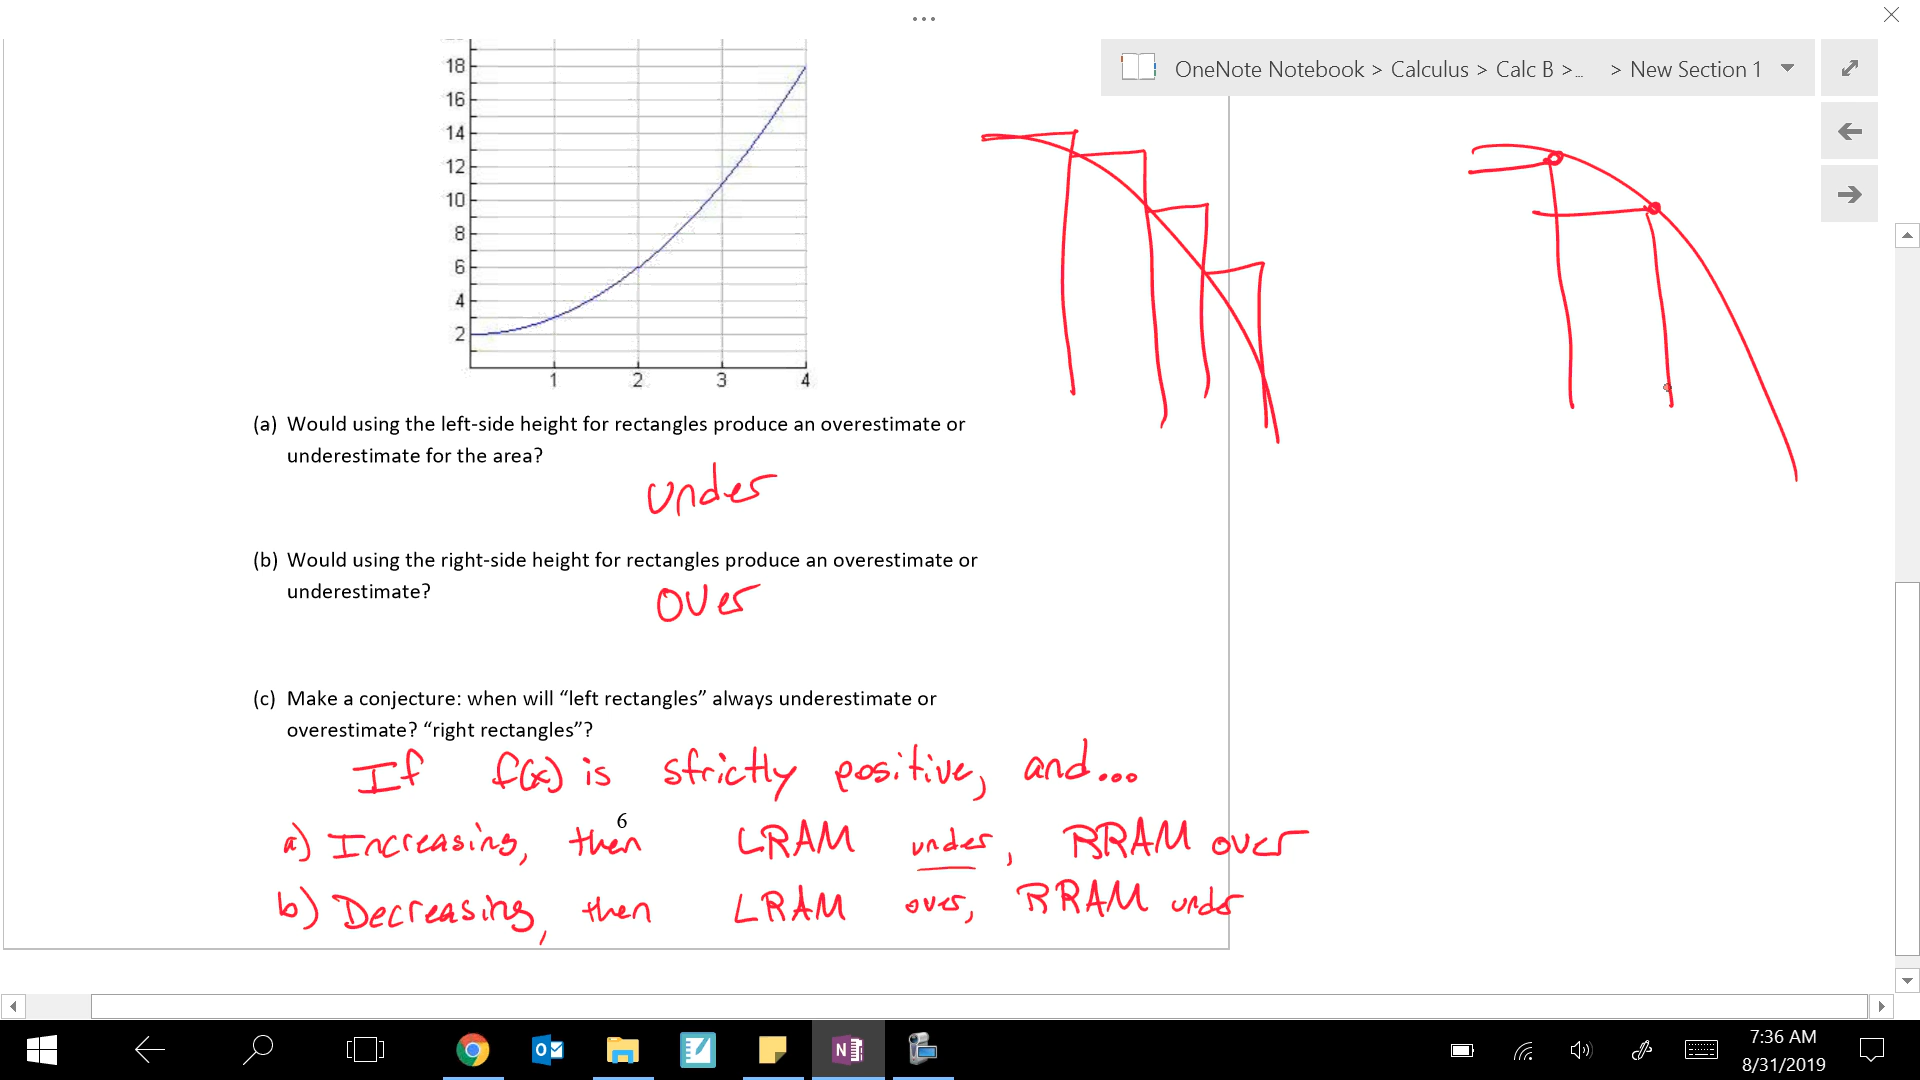 OneNote Notebook > Calculus > Calc B >... > New Section 1
18
16
14
12
10
8
6
4
2
1 2 3 4
(a) Would using the left-side height for rectangles produce an overestimate or
underestimate for the area?
under
(b) Would using the right-side height for rectangles produce an overestimate or
underestimate?
over
(c) Make a conjecture: when will “left rectangles” always underestimate or
overestimate? “right rectangles”?
If f(x) is strictly positive, and...
6
a) Increasing, then LRAM under, RRAM over
b) Decreasing, then LRAM over, RRAM under
7:36 AM
8/31/2019